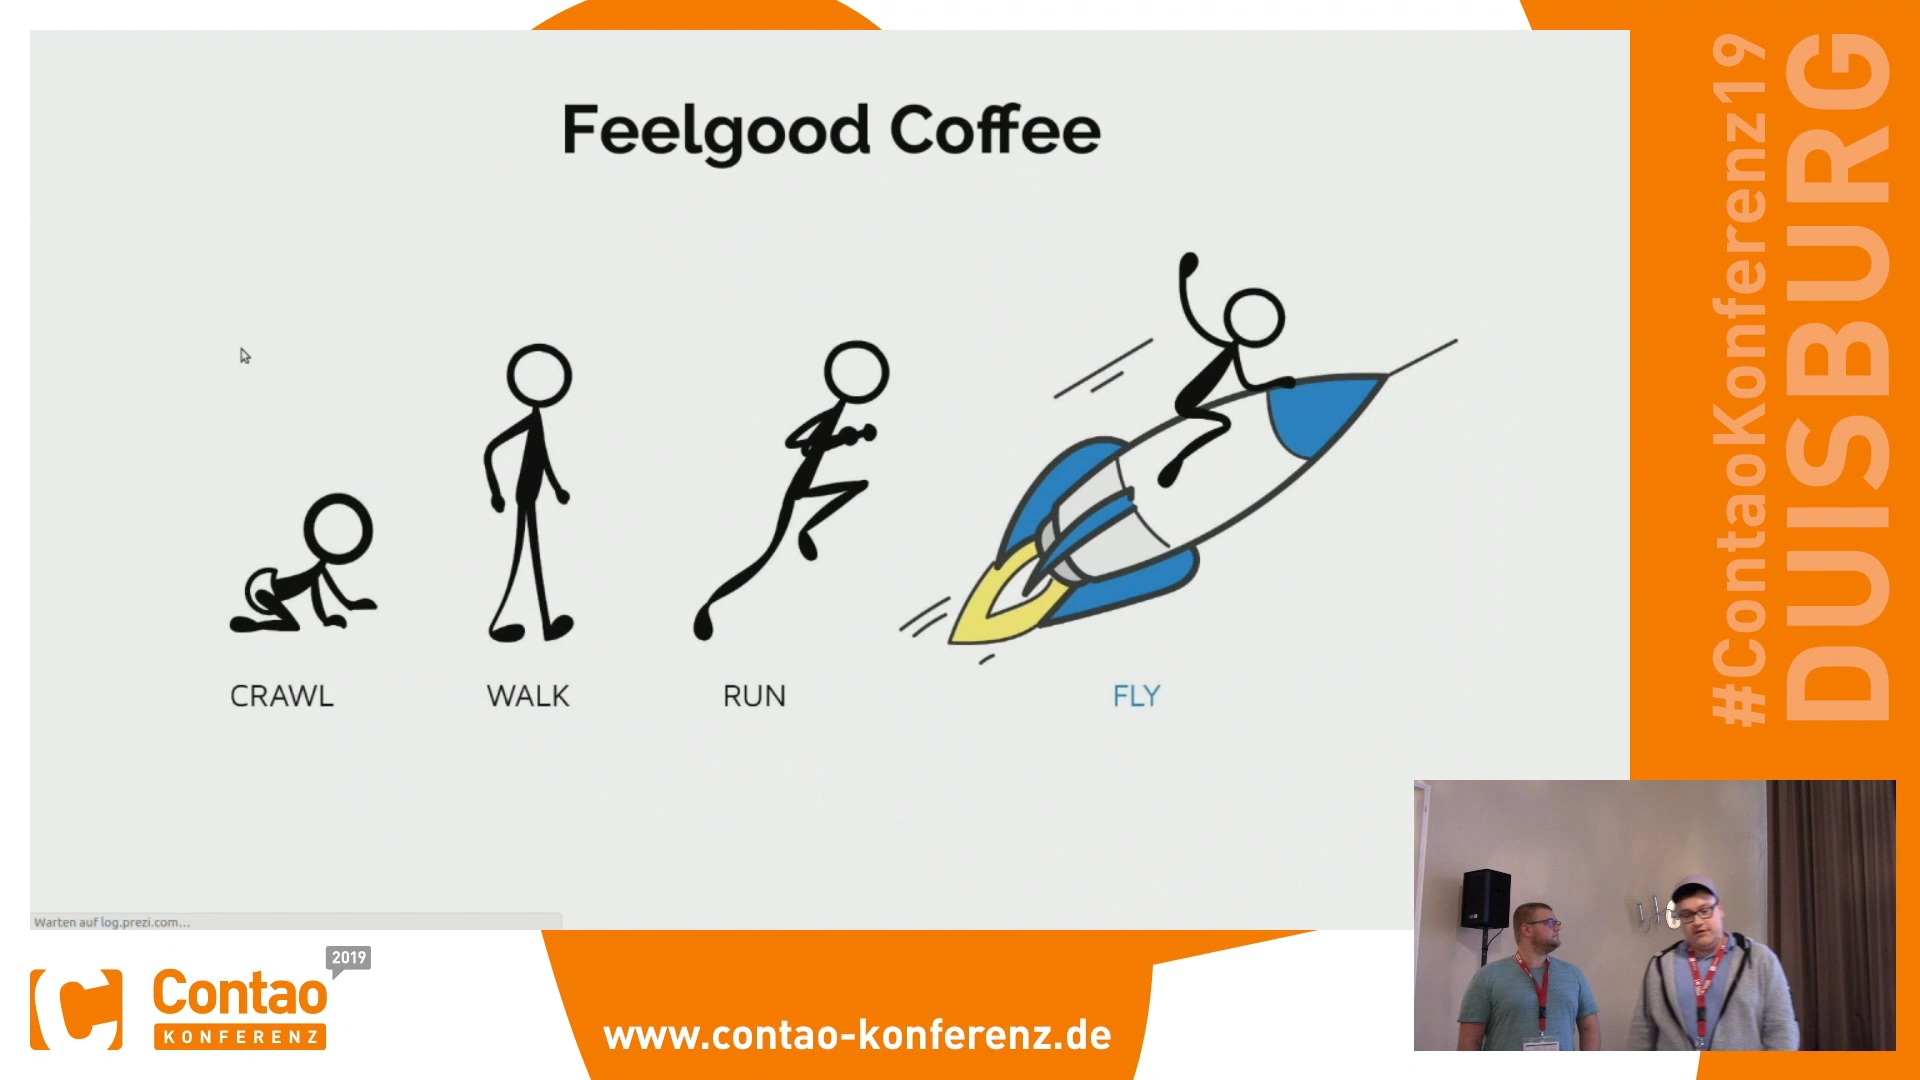 Feelgood Coffee
CRAWL
WALK
RUN
FLY
Warten auf log.prezi.com...
#ContaoKonferenz19
DUISBURG
2019
Contao
KONFERENZ
www.contao-konferenz.de